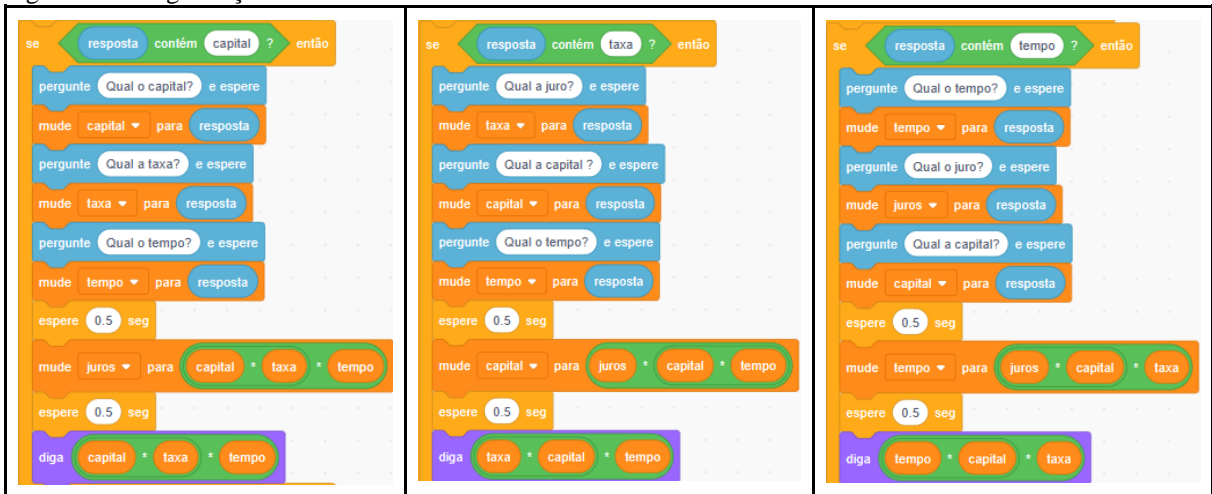 se resposta contém capital ? então
pergunte Qual o capital? e espere
mude capital para resposta
pergunte Qual a taxa? e espere
mude taxa para resposta
pergunte Qual o tempo? e espere
mude tempo para resposta
espere 0.5 seg
mude juros para capital * taxa * tempo
espere 0.5 seg
diga capital * taxa * tempo
se resposta contém taxa ? então
pergunte Qual a juro? e espere
mude taxa para resposta
pergunte Qual a capital ? e espere
mude capital para resposta
pergunte Qual o tempo? e espere
mude tempo para resposta
espere 0.5 seg
mude capital para juros * capital * tempo
espere 0.5 seg
diga taxa * capital * tempo
se resposta contém tempo ? então
pergunte Qual o tempo? e espere
mude tempo para resposta
pergunte Qual o juro? e espere
mude juros para resposta
pergunte Qual a capital? e espere
mude capital para resposta
espere 0.5 seg
mude tempo para juros * capital * taxa
espere 0.5 seg
diga tempo * capital * taxa